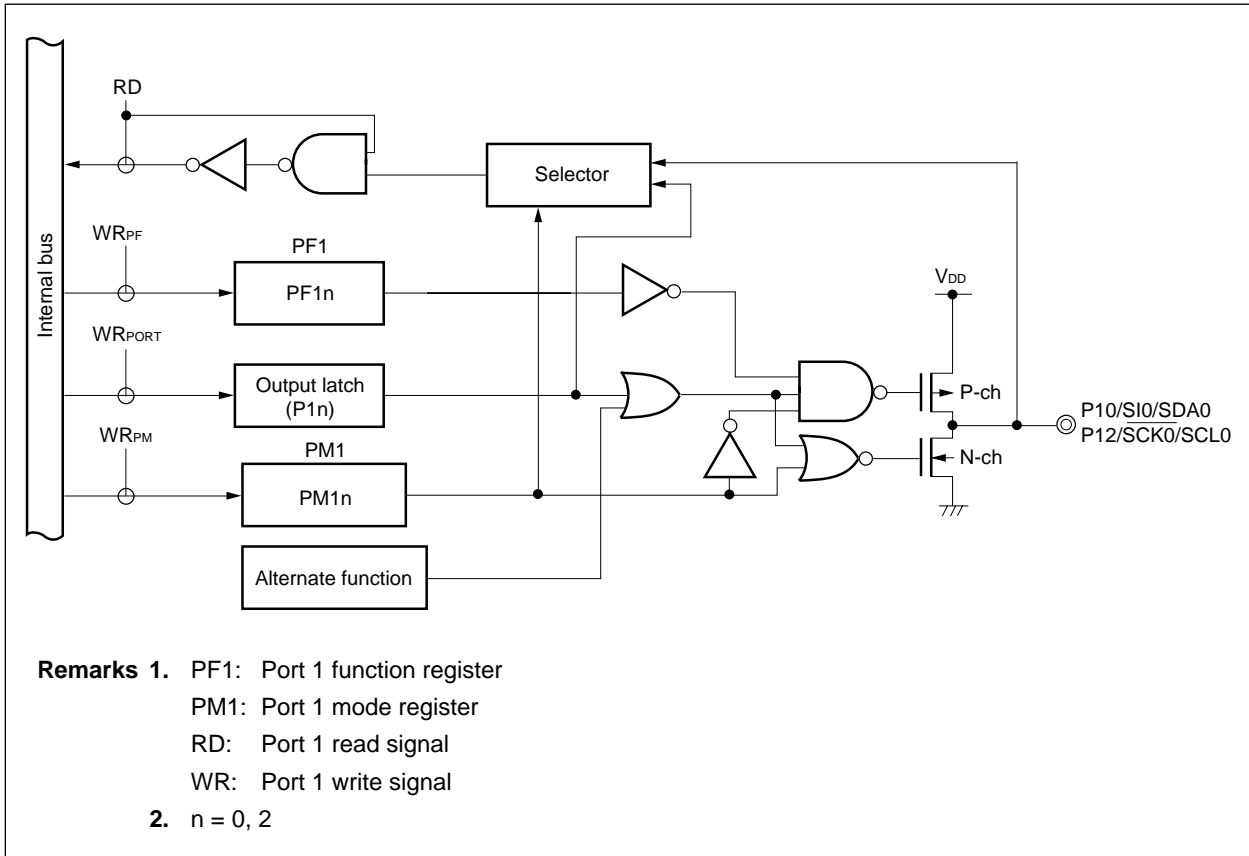 RD
Selector
Internal bus
WRPF
PF1
PF1n
VDD
WRPORT
Output latch
(P1n)
P-ch
P10/SI0/SDA0
P12/S̅C̅K̅0̅/SCL0
WRPM
PM1
N-ch
PM1n
Alternate function
Remarks 1. PF1: Port 1 function register
PM1: Port 1 mode register
RD: Port 1 read signal
WR: Port 1 write signal
2. n = 0, 2